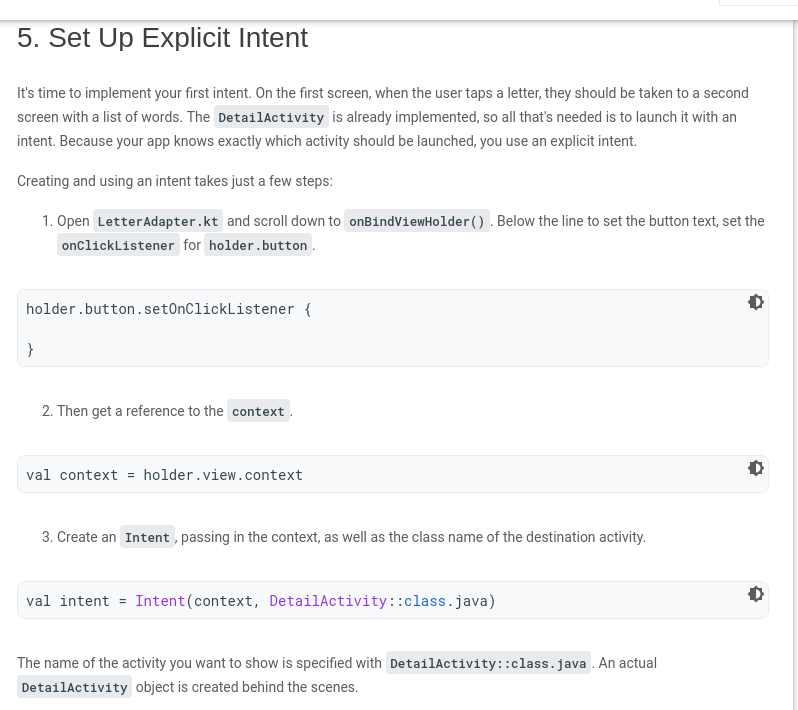 5. Set Up Explicit Intent
It's time to implement your first intent. On the first screen, when the user taps a letter, they should be taken to a second
screen with a list of words. The DetailActivity is already implemented, so all that's needed is to launch it with an
intent. Because your app knows exactly which activity should be launched, you use an explicit intent.
Creating and using an intent takes just a few steps:
1. Open LetterAdapter.kt and scroll down to onBindViewHolder(). Below the line to set the button text, set the
onClickListener for holder.button.
holder.button.setOnClickListener {
}
2. Then get a reference to the context.
val context = holder.view.context
3. Create an Intent, passing in the context, as well as the class name of the destination activity.
val intent = Intent(context, DetailActivity::class.java)
The name of the activity you want to show is specified with DetailActivity::class.java. An actual
DetailActivity object is created behind the scenes.